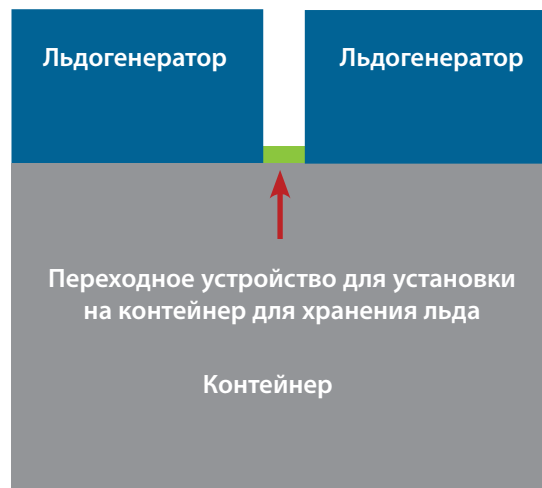 Льдогенератор
Льдогенератор
Переходное устройство для установки
на контейнер для хранения льда
Контейнер